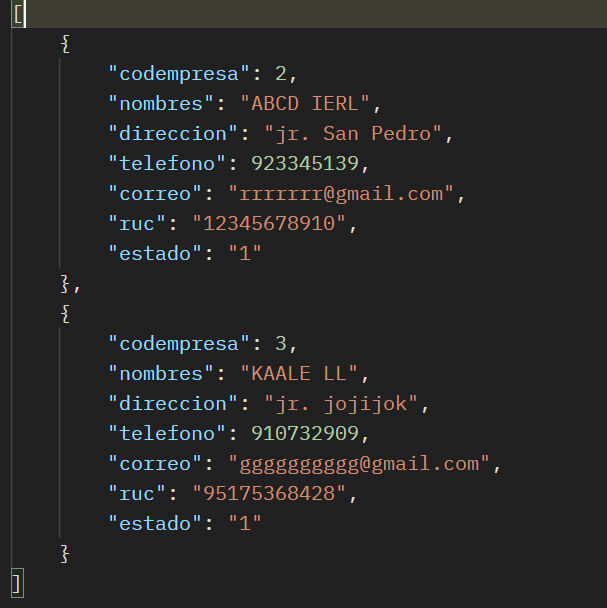 [
{
"codempresa": 2,
"nombres": "ABCD IERL",
"direccion": "jr. San Pedro",
"telefono": 923345139,
"correo": "rrrrrrr@gmail.com",
"ruc": "12345678910",
"estado": "1"
},
{
"codempresa": 3,
"nombres": "KAALE LL",
"direccion": "jr. jojijok",
"telefono": 910732909,
"correo": "gggggggggg@gmail.com",
"ruc": "95175368428",
"estado": "1"
}
]